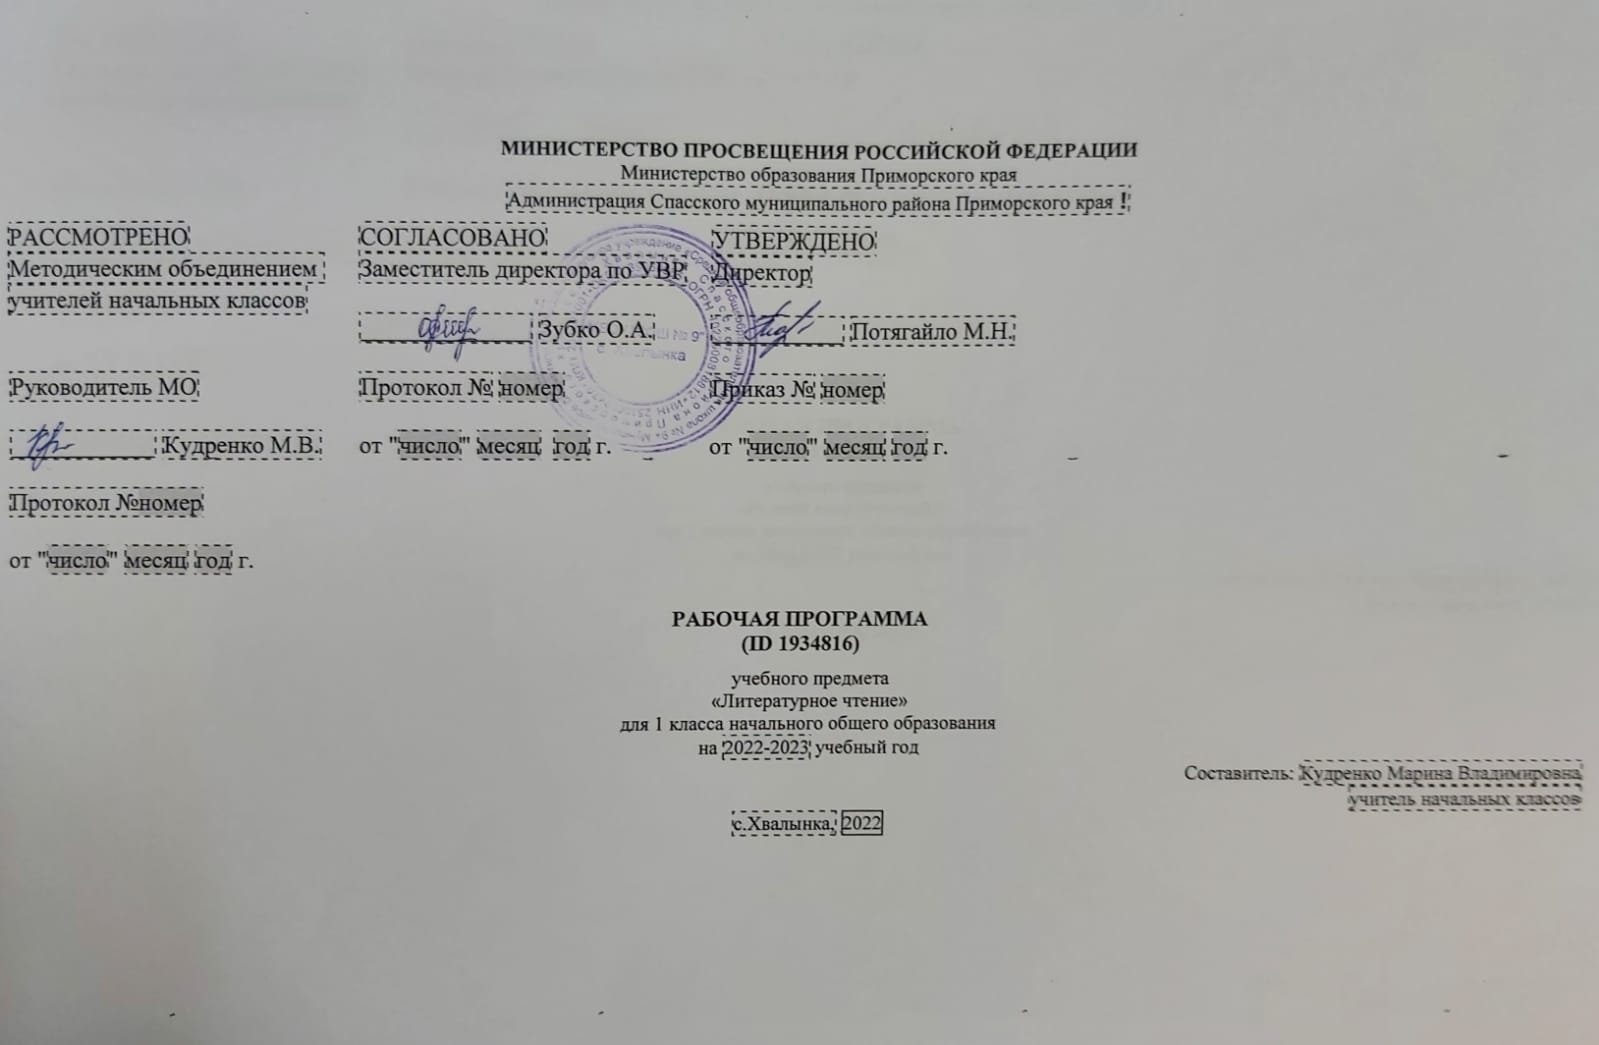 МИНИСТЕРСТВО ПРОСВЕЩЕНИЯ РОССИЙСКОЙ ФЕДЕРАЦИИ
Министерство образования Приморского края
Администрация Спасского муниципального района Приморского края !
РАССМОТРЕНО
Методическим объединением
учителей начальных классов
Руководитель МО
Кудренко М.В.
Протокол №номер
от "число" месяц год г.
СОГЛАСОВАНО
Заместитель директора по УВР
Зубко О.А.
Протокол № номер
от "число" месяц год г.
УТВЕРЖДЕНО
Директор
Потягайло М.Н.
Приказ № номер
от "число" месяц год г.
РАБОЧАЯ ПРОГРАММА
(ID 1934816)
учебного предмета
«Литературное чтение»
для 1 класса начального общего образования
на 2022-2023 учебный год
Составитель: Кудренко Марина Владимировна
учитель начальных классов
с.Хвалынка, 2022